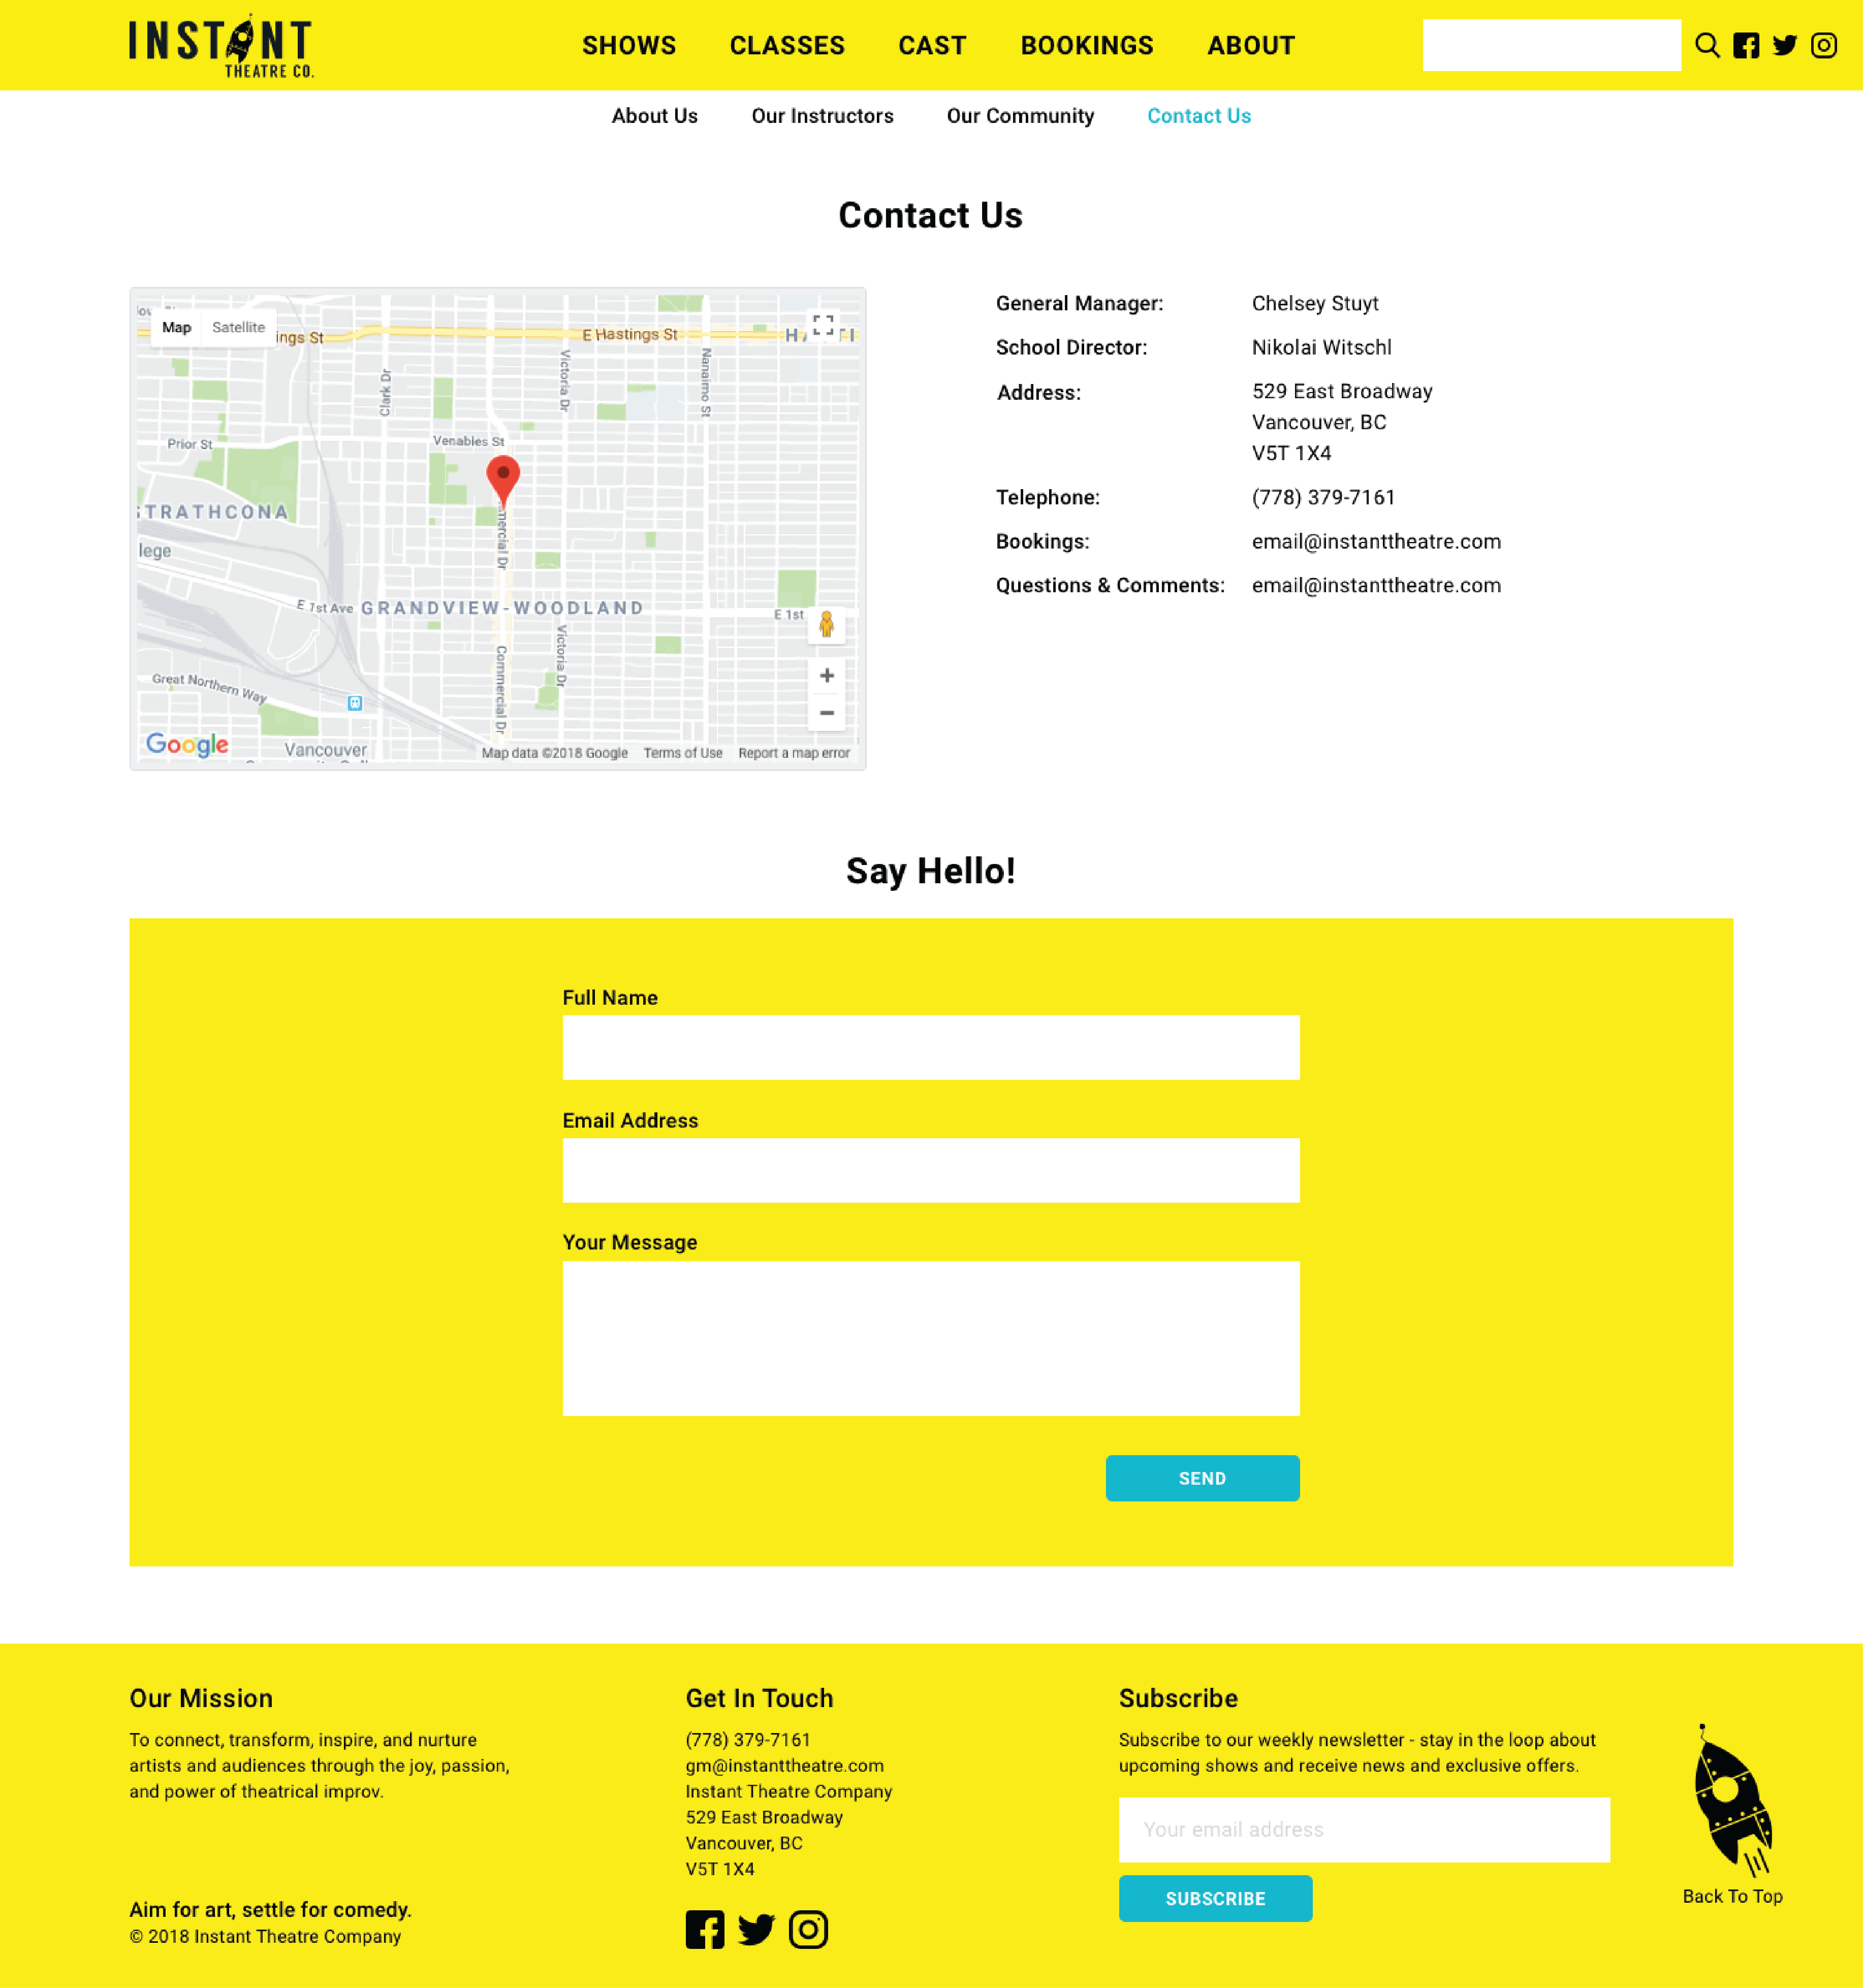 INSTANT
THEATRE CO.
SHOWS CLASSES CAST BOOKINGS ABOUT
About Us Our Instructors Our Community Contact Us
Contact Us
Map Satellite
ings St
E Hastings St
Clark Dr
Victoria Dr
Nanaimo St
Prior St
Venables St
STRATHCONA
lege
mercial Dr
E 1st Ave
GRANDVIEW-WOODLAND
E 1st
Victoria Dr
Commercial Dr
Great Northern Way
Google
Vancouver
Map data ©2018 Google Terms of Use Report a map error
General Manager: Chelsey Stuyt
School Director: Nikolai Witschl
Address: 529 East Broadway
Vancouver, BC
V5T 1X4
Telephone: (778) 379-7161
Bookings: email@instanttheatre.com
Questions & Comments: email@instanttheatre.com
Say Hello!
Full Name
Email Address
Your Message
SEND
Our Mission
To connect, transform, inspire, and nurture
artists and audiences through the joy, passion,
and power of theatrical improv.
Aim for art, settle for comedy.
© 2018 Instant Theatre Company
Get In Touch
(778) 379-7161
gm@instanttheatre.com
Instant Theatre Company
529 East Broadway
Vancouver, BC
V5T 1X4
Subscribe
Subscribe to our weekly newsletter - stay in the loop about
upcoming shows and receive news and exclusive offers.
Your email address
SUBSCRIBE
Back To Top